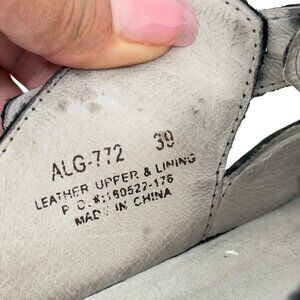 ALG-772 39
LEATHER UPPER & LINING
P.O.#:180522-176
MADE IN CHINA